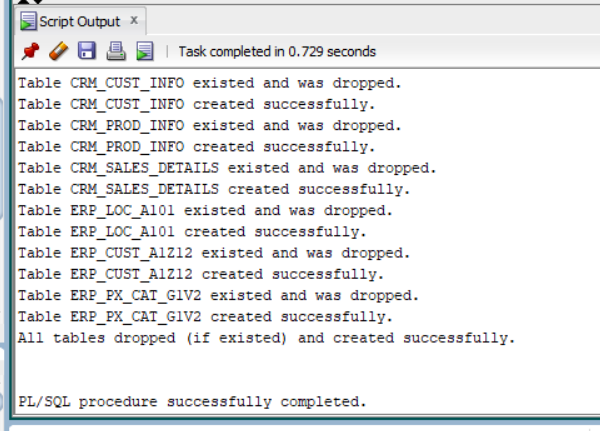 Script Output x
Task completed in 0.729 seconds
Table CRM_CUST_INFO existed and was dropped.
Table CRM_CUST_INFO created successfully.
Table CRM_PROD_INFO existed and was dropped.
Table CRM_PROD_INFO created successfully.
Table CRM_SALES_DETAILS existed and was dropped.
Table CRM_SALES_DETAILS created successfully.
Table ERP_LOC_A101 existed and was dropped.
Table ERP_LOC_A101 created successfully.
Table ERP_CUST_A1Z12 existed and was dropped.
Table ERP_CUST_A1Z12 created successfully.
Table ERP_PX_CAT_G1V2 existed and was dropped.
Table ERP_PX_CAT_G1V2 created successfully.
All tables dropped (if existed) and created successfully.
PL/SQL procedure successfully completed.